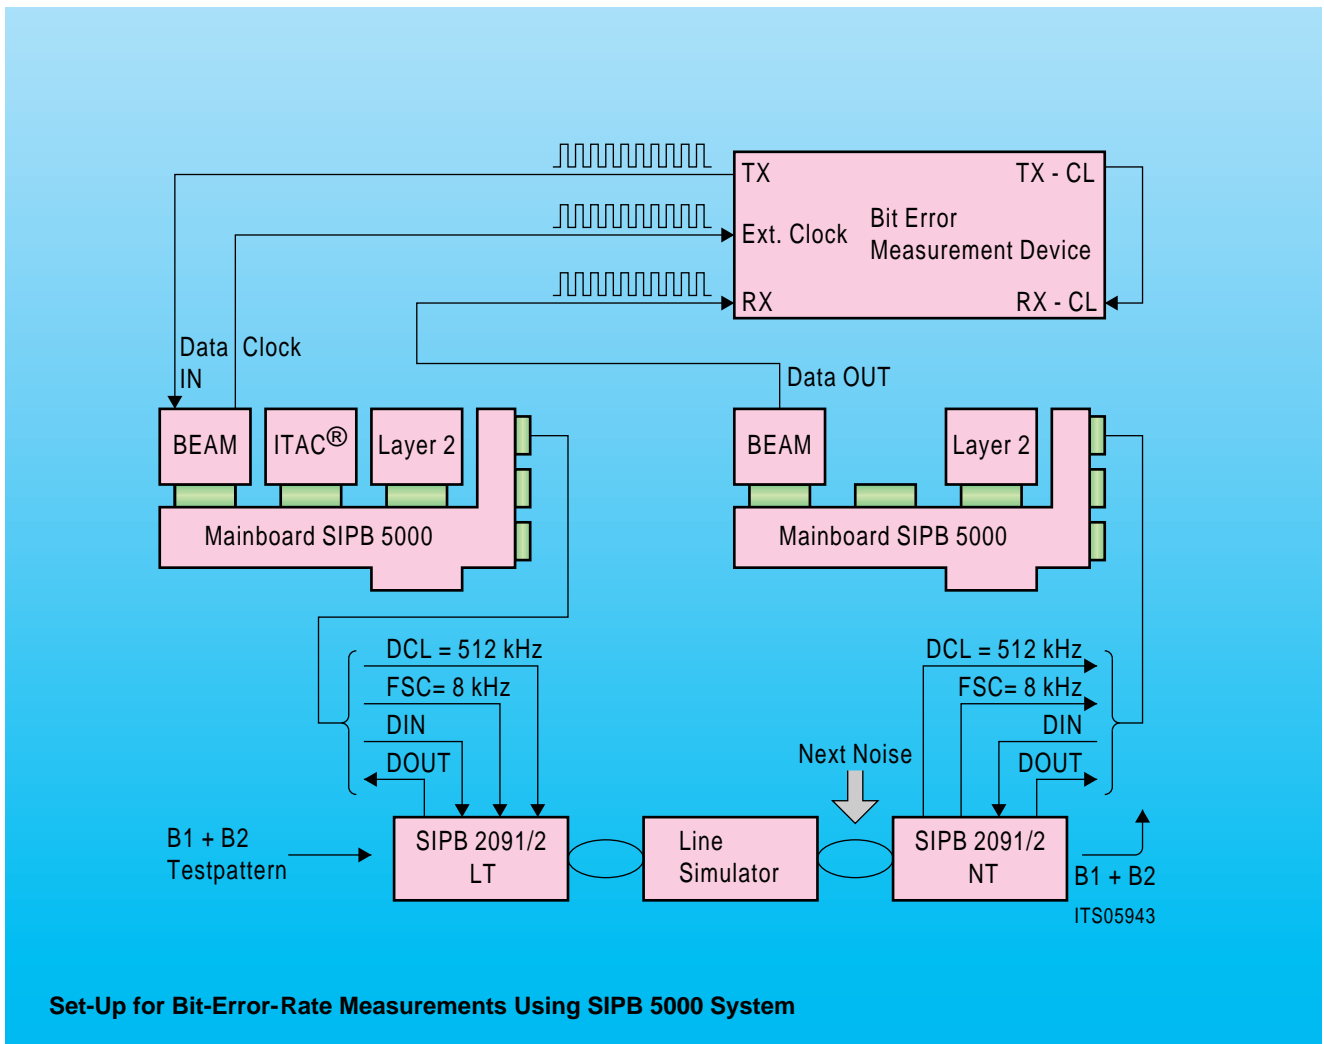 TX
TX - CL
Ext. Clock
Bit Error
Measurement Device
RX
RX - CL
Data
IN
Clock
Data OUT
BEAM
ITAC®
Layer 2
BEAM
Layer 2
Mainboard SIPB 5000
Mainboard SIPB 5000
DCL = 512 kHz
FSC= 8 kHz
DIN
DOUT
DCL = 512 kHz
FSC= 8 kHz
DIN
DOUT
Next Noise
B1 + B2
Testpattern
SIPB 2091/2
LT
Line
Simulator
SIPB 2091/2
NT
B1 + B2
ITS05943
Set-Up for Bit-Error-Rate Measurements Using SIPB 5000 System